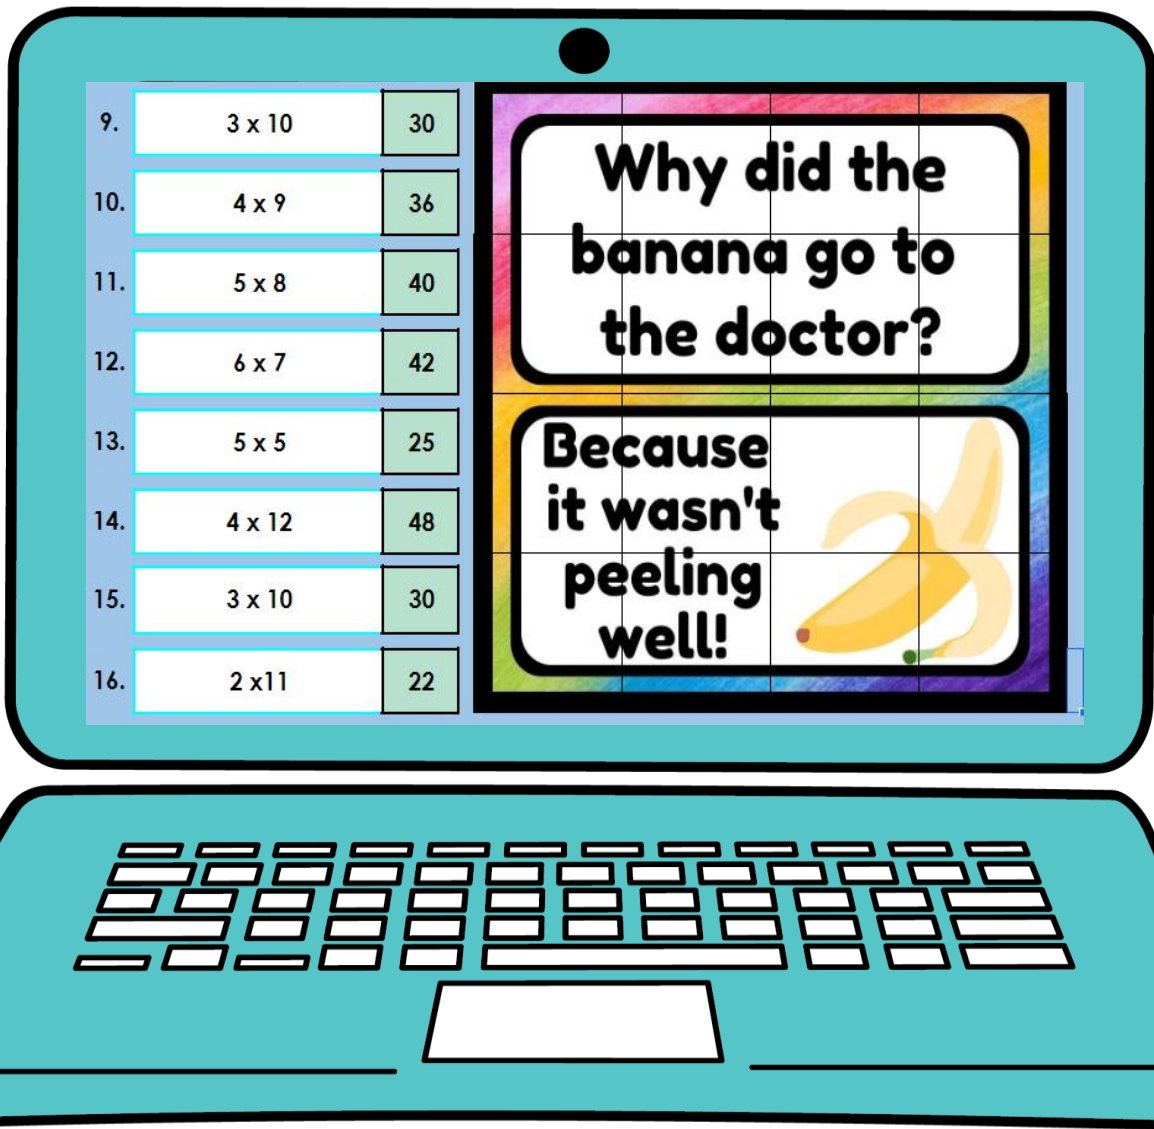 9. 3 x 10 30
10. 4 x 9 36
11. 5 x 8 40
12. 6 x 7 42
13. 5 x 5 25
14. 4 x 12 48
15. 3 x 10 30
16. 2 x11 22
Why did the
banana go to
the doctor?
Because
it wasn't
peeling
well!